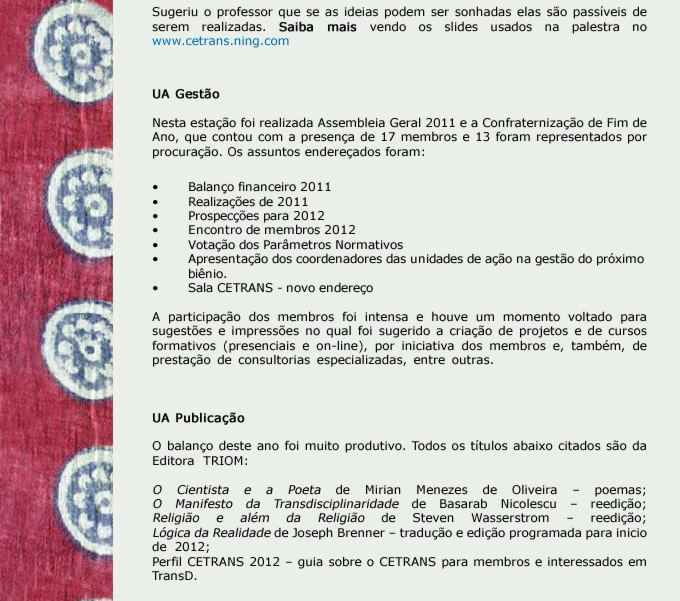 Sugeriu o professor que se as ideias podem ser sonhadas elas são passíveis de
serem realizadas. Saiba mais vendo os slides usados na palestra no
www.cetrans.ning.com
UA Gestão
Nesta estação foi realizada Assembleia Geral 2011 e a Confraternização de Fim de
Ano, que contou com a presença de 17 membros e 13 foram representados por
procuração. Os assuntos endereçados foram:
• Balanço financeiro 2011
• Realizações de 2011
• Prospecções para 2012
• Encontro de membros 2012
• Votação dos Parâmetros Normativos
• Apresentação dos coordenadores das unidades de ação na gestão do próximo
biênio.
• Sala CETRANS - novo endereço
A participação dos membros foi intensa e houve um momento voltado para
sugestões e impressões no qual foi sugerido a criação de projetos e de cursos
formativos (presenciais e on-line), por iniciativa dos membros e, também, de
prestação de consultorias especializadas, entre outras.
UA Publicação
O balanço deste ano foi muito produtivo. Todos os títulos abaixo citados são da
Editora TRIOM:
O Cientista e a Poeta de Mirian Menezes de Oliveira – poemas;
O Manifesto da Transdisciplinaridade de Basarab Nicolescu – reedição;
Religião e além da Religião de Steven Wasserstrom – reedição;
Lógica da Realidade de Joseph Brenner – tradução e edição programada para inicio
de 2012;
Perfil CETRANS 2012 – guia sobre o CETRANS para membros e interessados em
TransD.